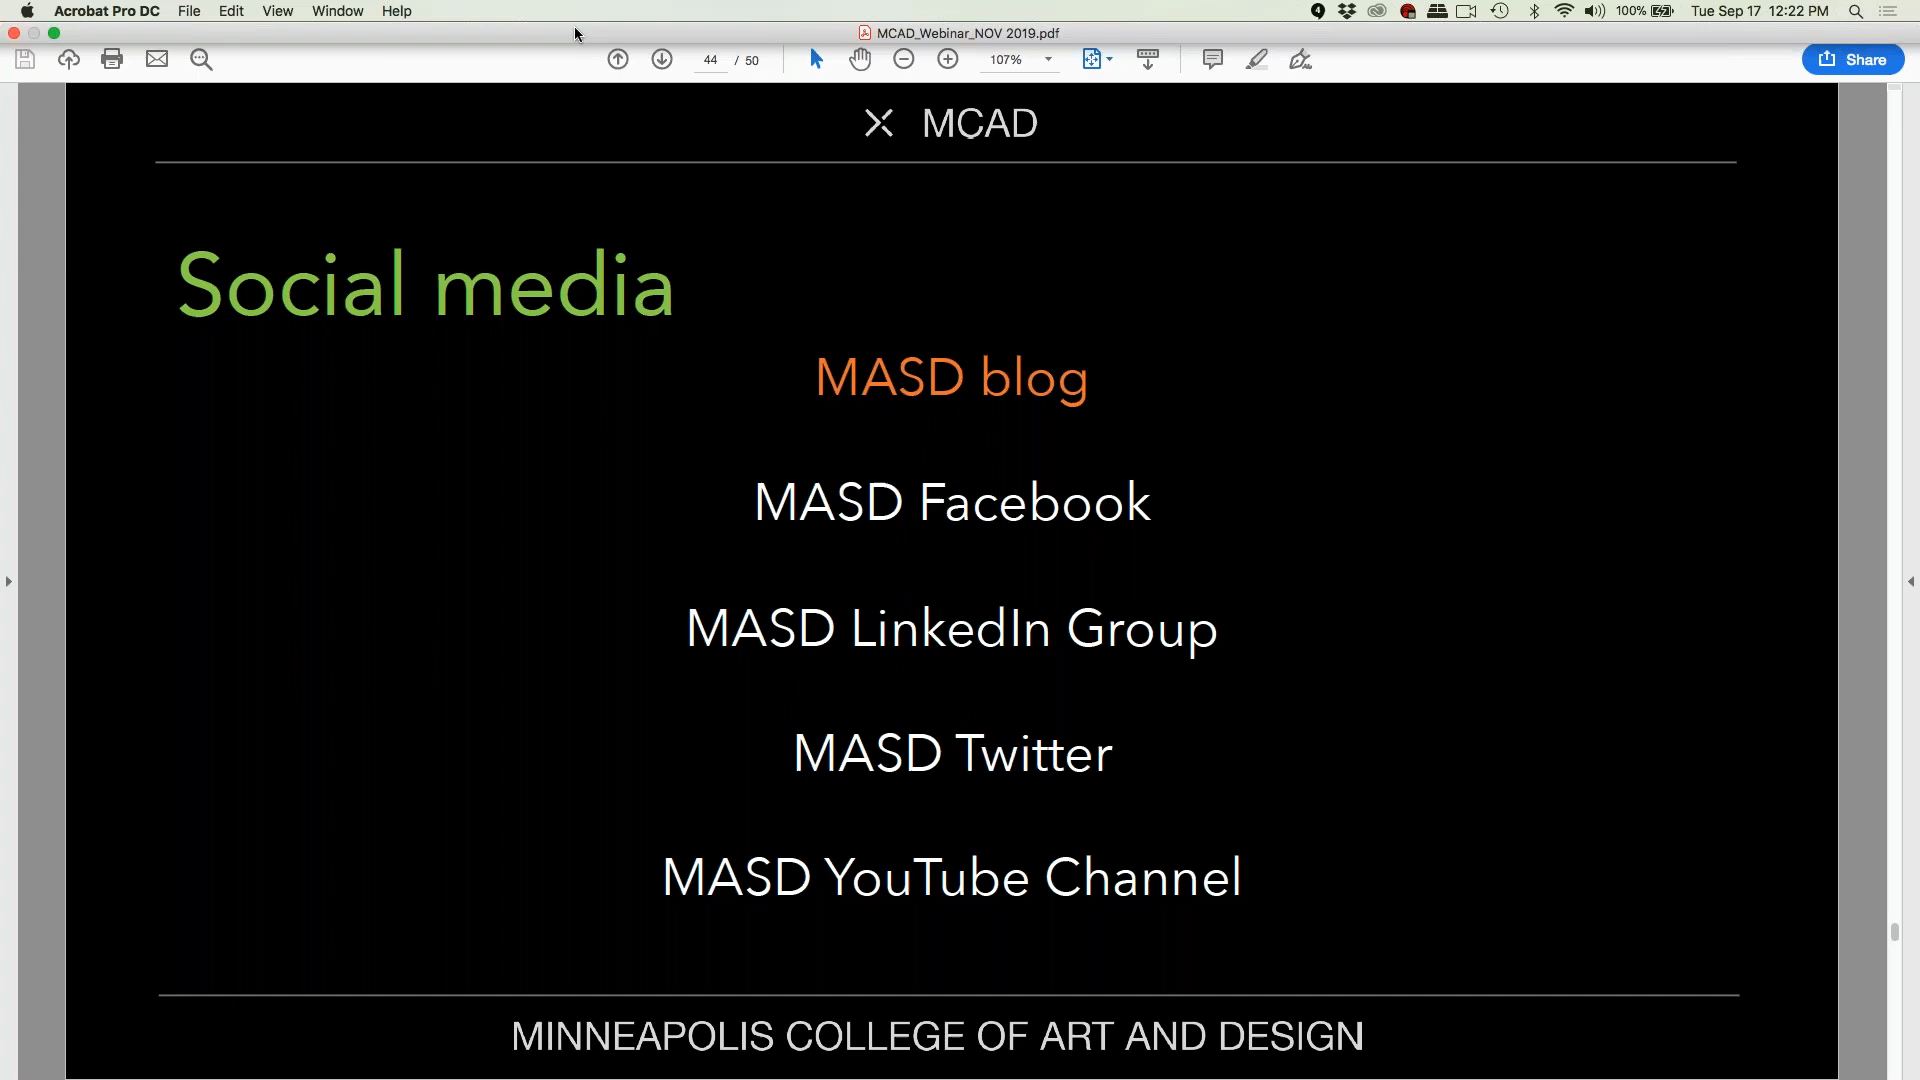 Acrobat Pro DC File Edit View Window Help 4 100% Tue Sep 17 12:22 PM
MCAD_Webinar_NOV 2019.pdf
44 / 50 107% Share
MCAD
Social media
MASD blog
MASD Facebook
MASD LinkedIn Group
MASD Twitter
MASD YouTube Channel
MINNEAPOLIS COLLEGE OF ART AND DESIGN